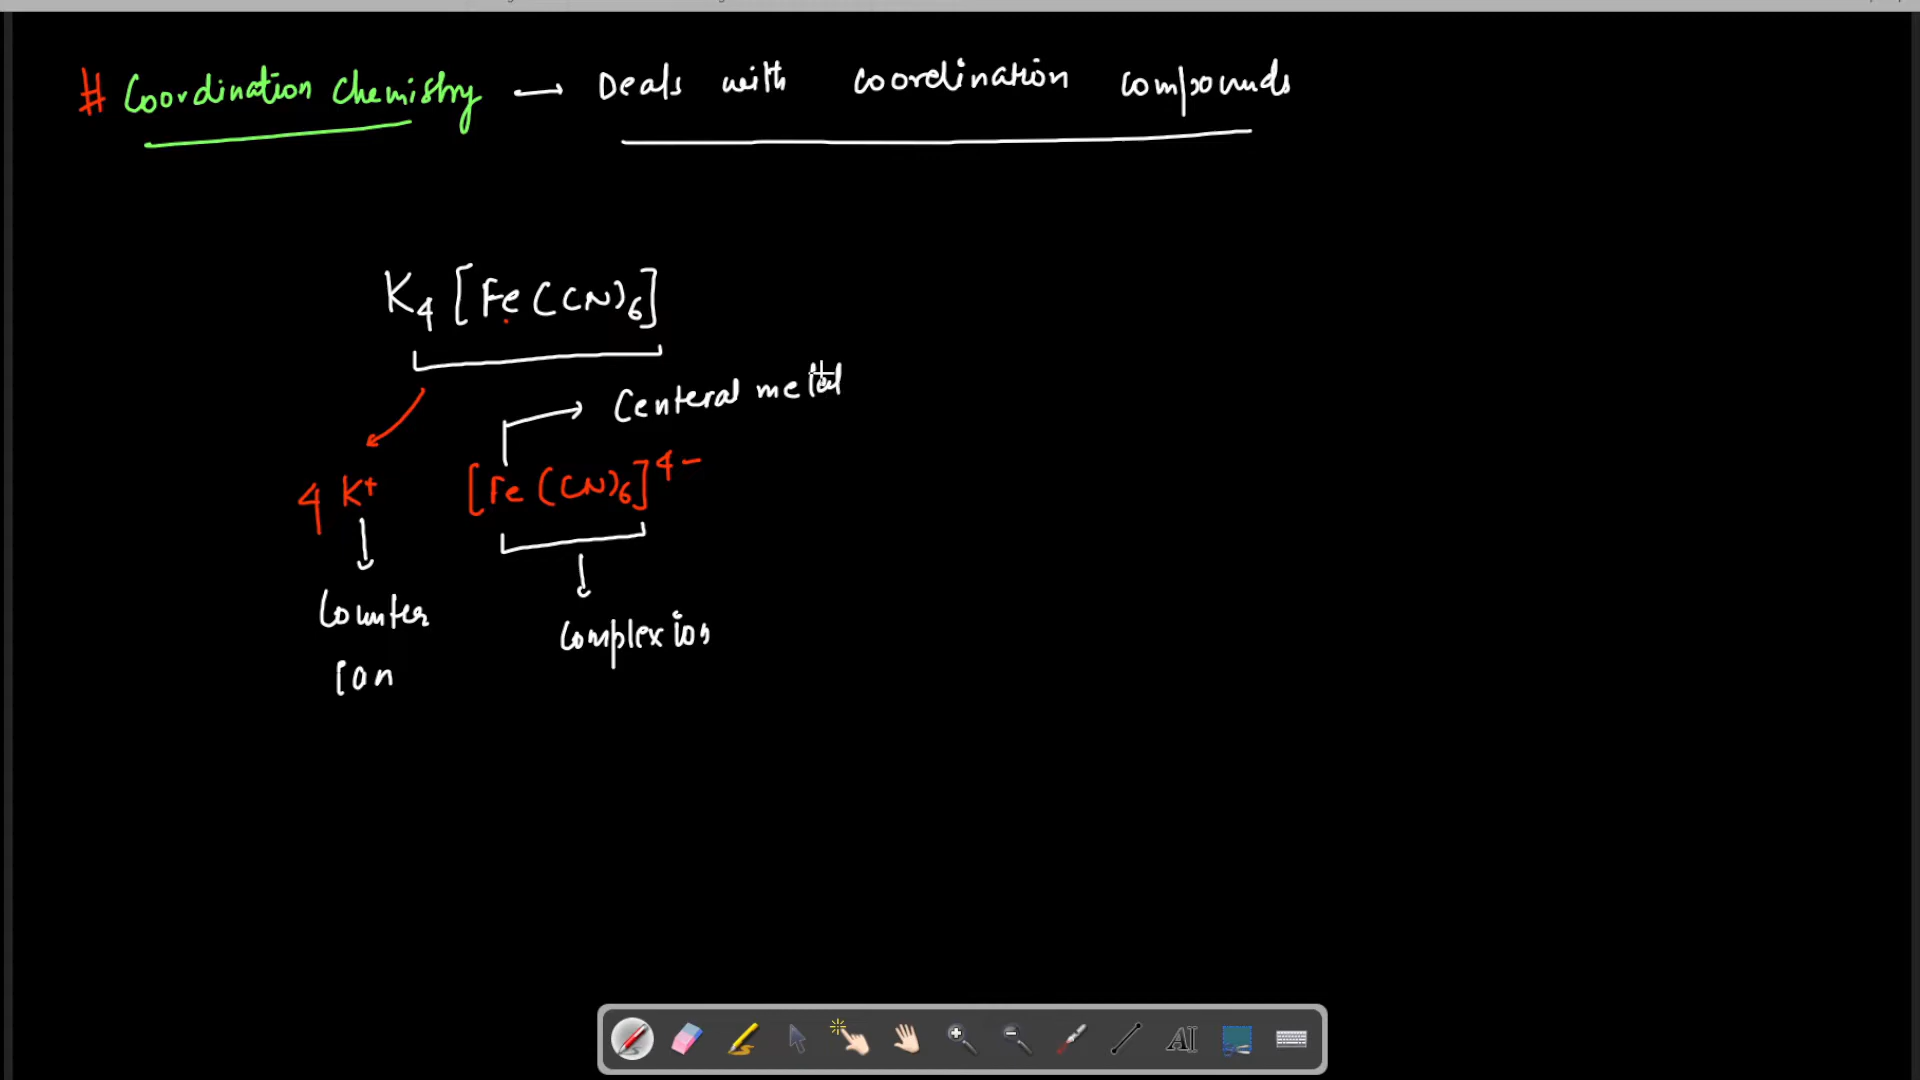 # Coordination Chemistry → Deals with coordination compounds
K₄[Fe(CN)₆]
Centeral metal
4 K⁺ [Fe(CN)₆]⁴⁻
Counter
Ion
Complex ion
AI